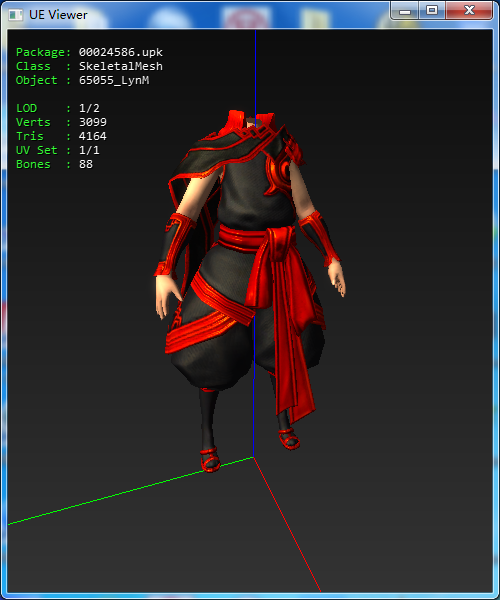 UE Viewer
Package: 00024586.upk
Class : SkeletalMesh
Object : 65055_LynM
LOD : 1/2
Verts : 3099
Tris : 4164
UV Set : 1/1
Bones : 88